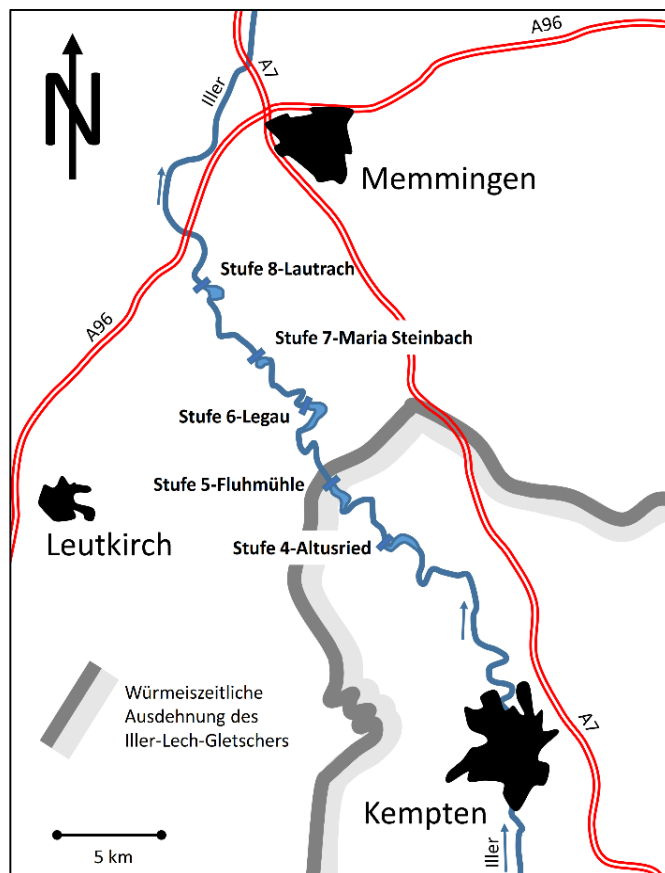 A96
A7
Iller
N
Memmingen
Stufe 8-Lautrach
A96
Stufe 7-Maria Steinbach
Stufe 6-Legau
Stufe 5-Fluhmühle
Leutkirch
Stufe 4-Altusried
Würmeiszeitliche
Ausdehnung des
Iller-Lech-Gletschers
A7
Kempten
5 km
Iller